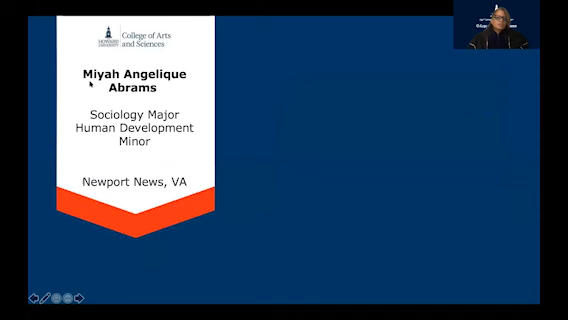 HOWARD
UNIVERSITY
College of Arts
and Sciences
Miyah Angelique
Abrams
Sociology Major
Human Development
Minor
Newport News, VA